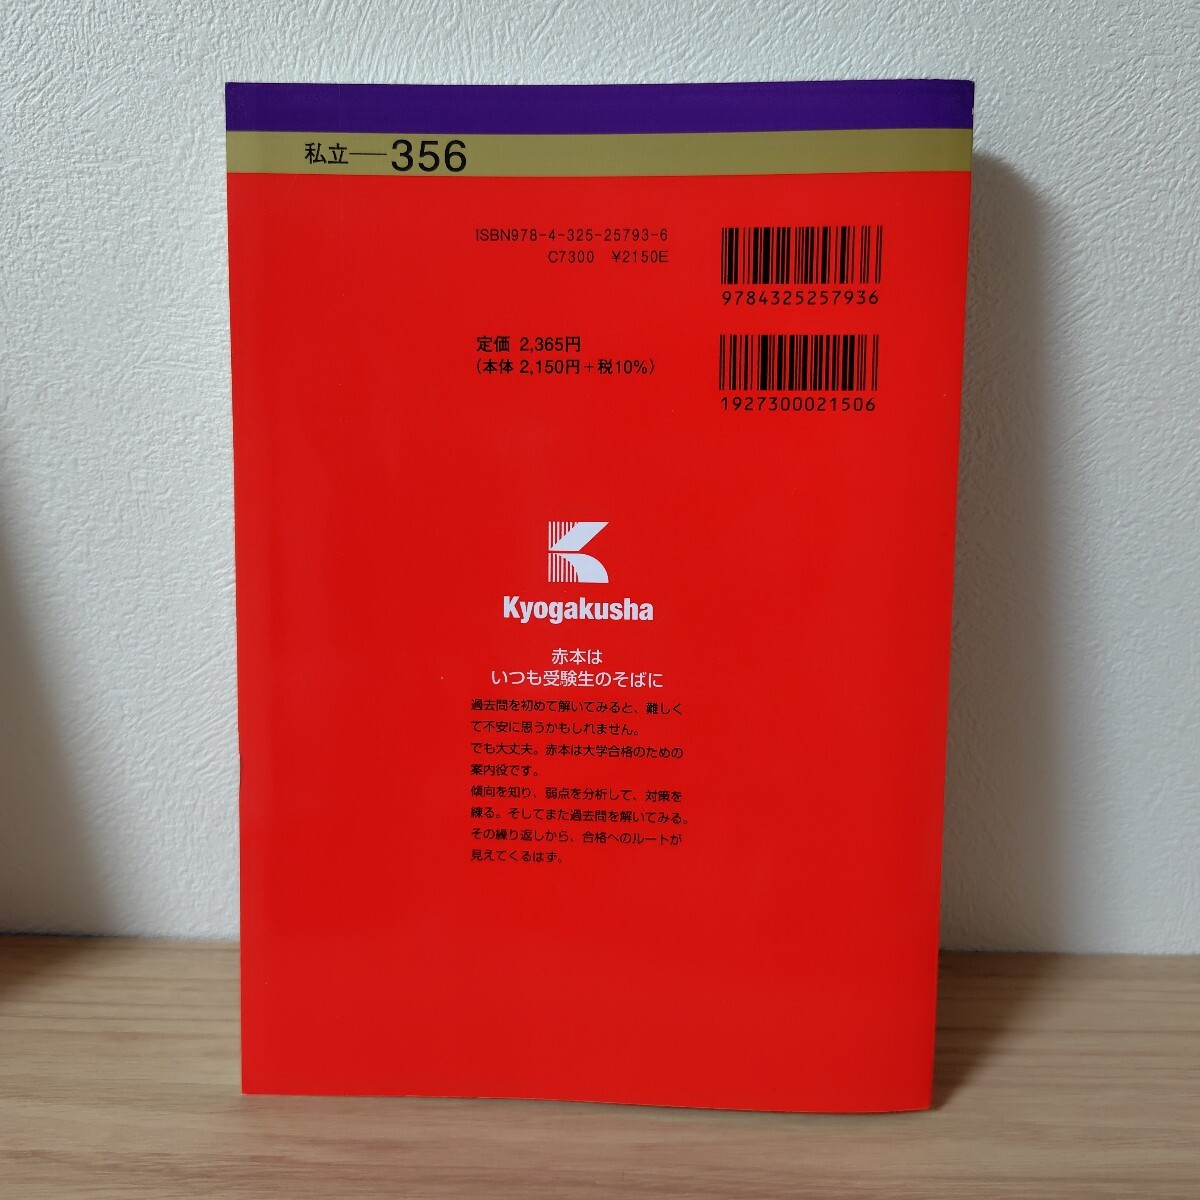 私立―356
ISBN978-4-325-25793-6
C7300 ¥2150E
9784325257936
定価 2,365円
(本体 2,150円+税10%)
1927300021506
Kyogakusha
赤本は
いつも受験生のそばに
過去問を初めて解いてみると、難しく
て不安に思うかもしれません。
でも大丈夫。赤本は大学合格のための
案内役です。
傾向を知り、弱点を分析して、対策を
練る。そしてまた過去問を解いてみる。
その繰り返しから、合格へのルートが
見えてくるはず。